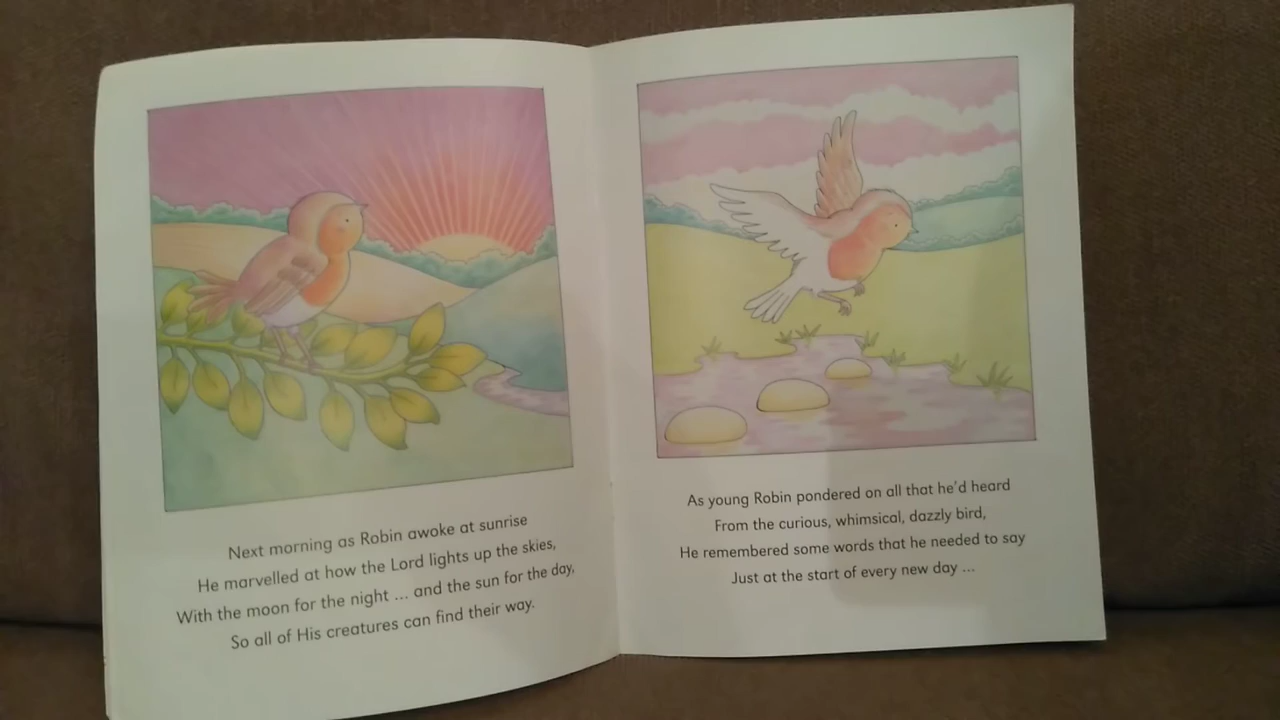 Next morning as Robin awoke at sunrise
He marvelled at how the Lord lights up the skies,
With the moon for the night ... and the sun for the day,
So all of His creatures can find their way.
As young Robin pondered on all that he'd heard
From the curious, whimsical, dazzly bird,
He remembered some words that he needed to say
Just at the start of every new day ...